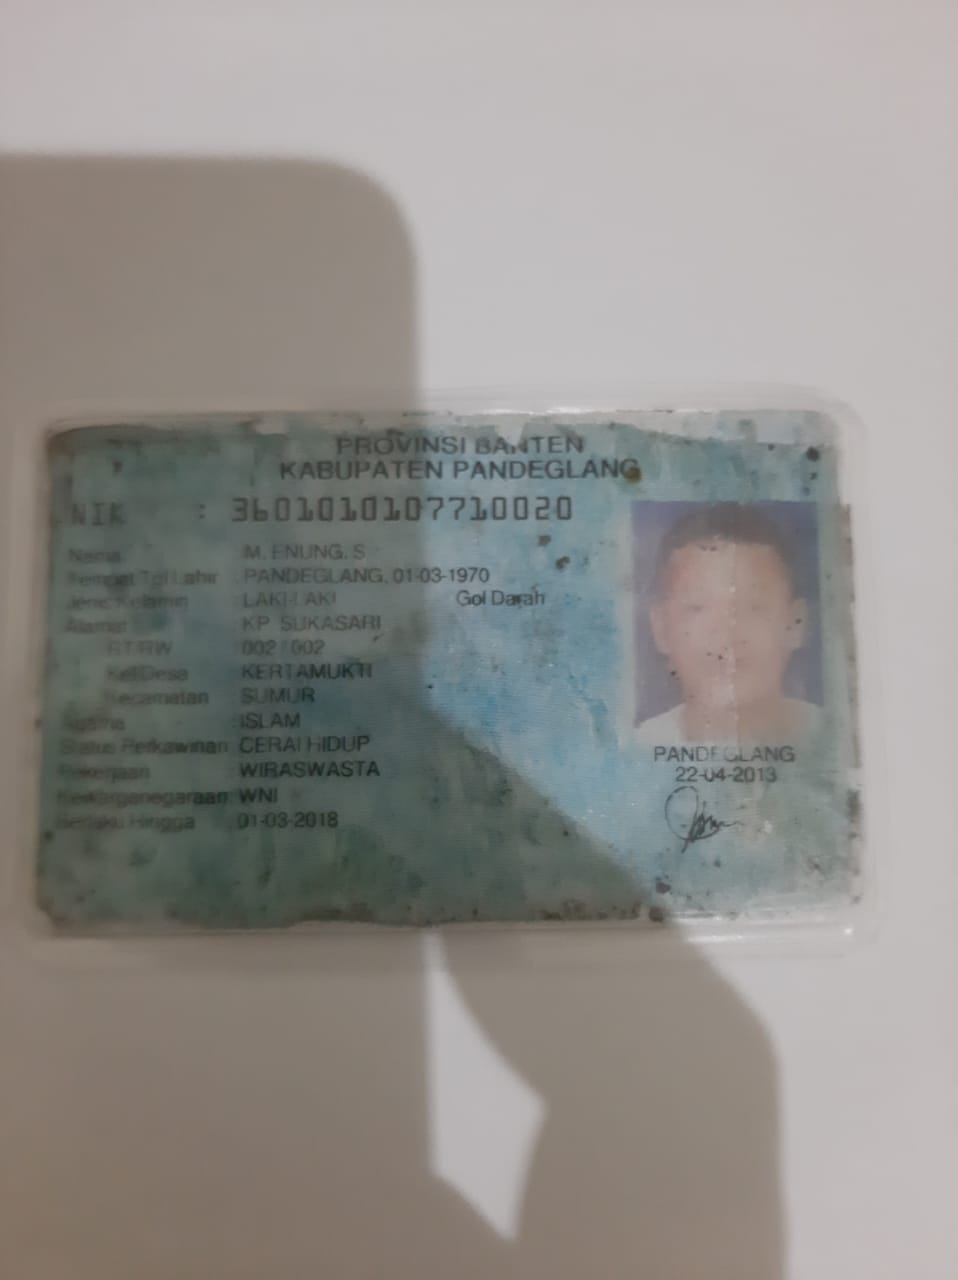 PROVINSI BANTEN
KABUPATEN PANDEGLANG
NIK : 3601010107710020
Nama : M. ENUNG. S
Tempat Tgl Lahir : PANDEGLANG, 01-03-1970
Jenis Kelamin : LAKI-LAKI Gol Darah
Alamat : KP. SUKASARI
RT/RW : 002 / 002
Kel/Desa : KERTAMUKTI
Kecamatan : SUMUR
Agama : ISLAM
Status Perkawinan : CERAI HIDUP
Pekerjaan : WIRASWASTA
Kewarganegaraan : WNI
Berlaku Hingga : 01-03-2018
PANDEGLANG
22-04-2013